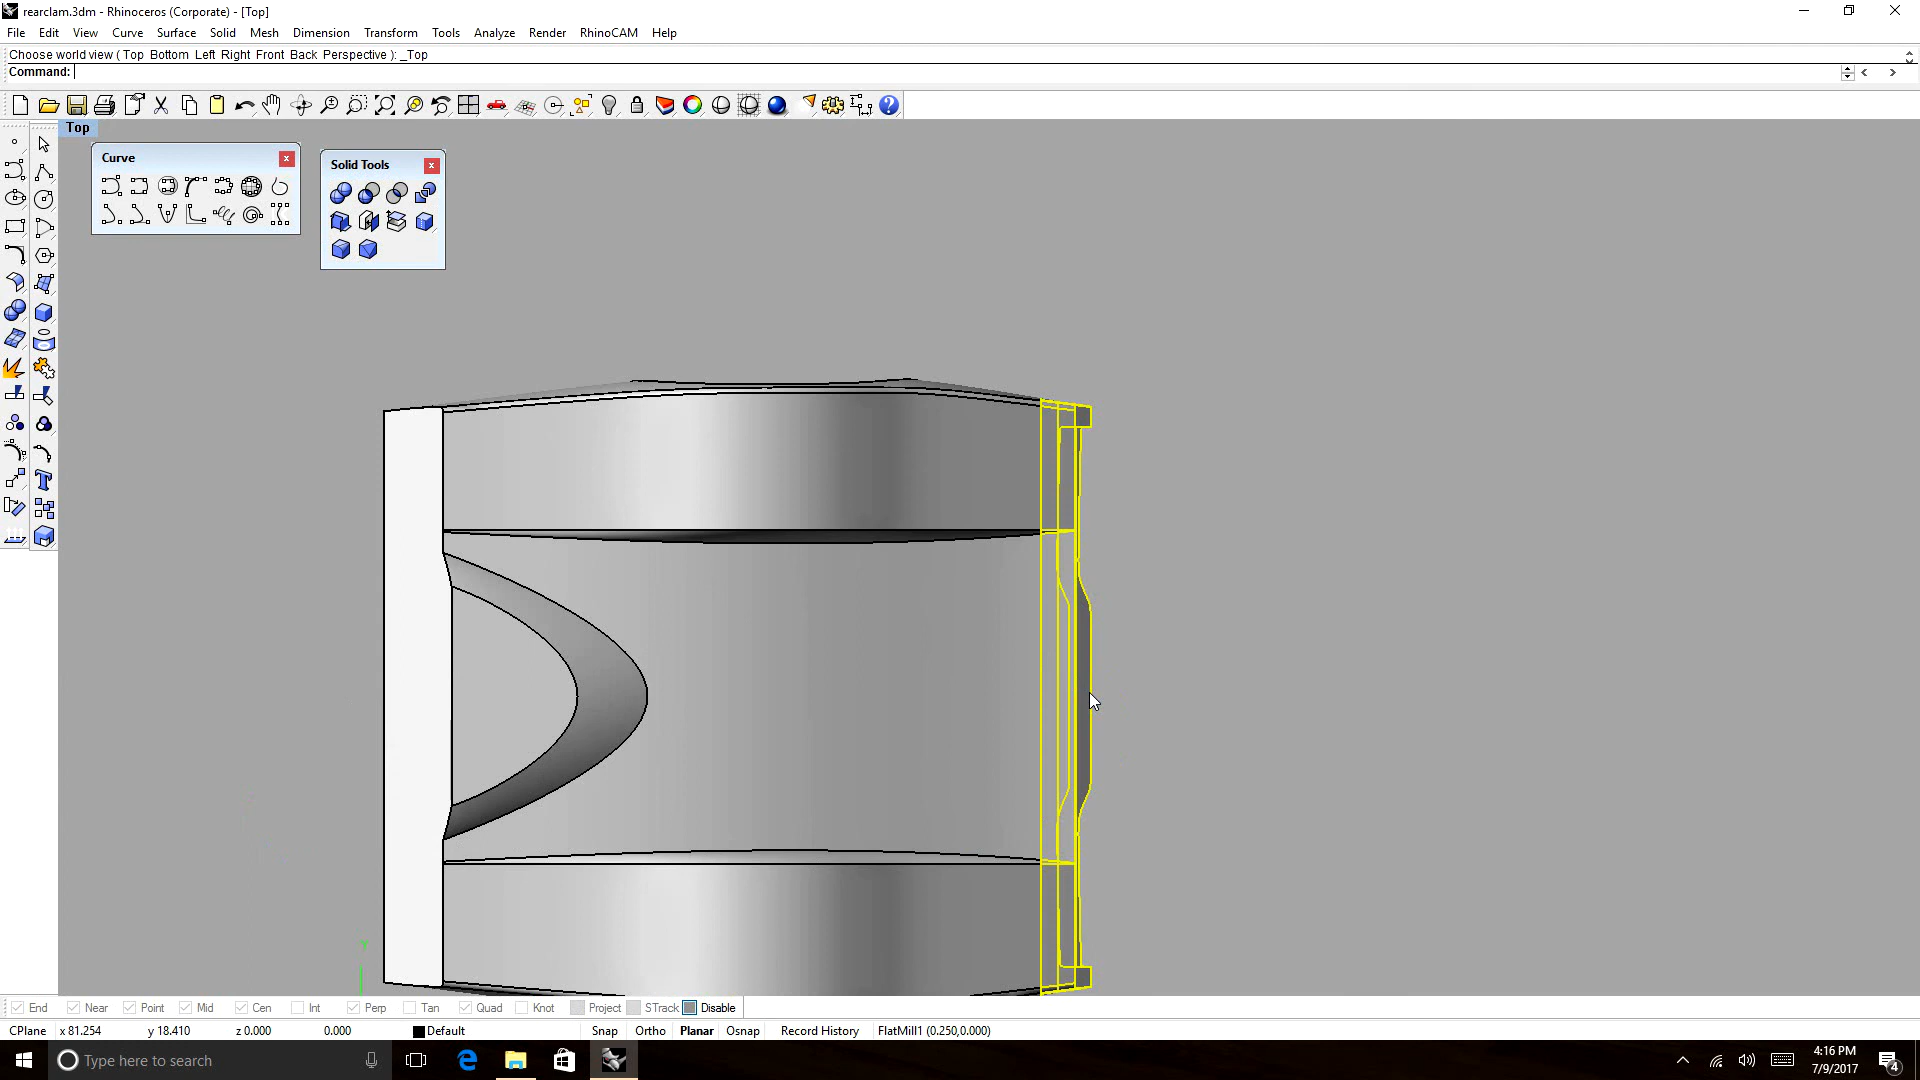 rearclam.3dm - Rhinoceros (Corporate) - [Top]
File Edit View Curve Surface Solid Mesh Dimension Transform Tools Analyze Render RhinoCAM Help
Choose world view ( Top Bottom Left Right Front Back Perspective ): _Top
Command:
Top
Curve
Solid Tools
End Near Point Mid Cen Int Perp Tan Quad Knot Project STrack Disable
CPlane x 81.254 y 18.410 z 0.000 0.000 Default Snap Ortho Planar Osnap Record History FlatMill1 (0.250,0.000)
Type here to search
4:16 PM
7/9/2017
4